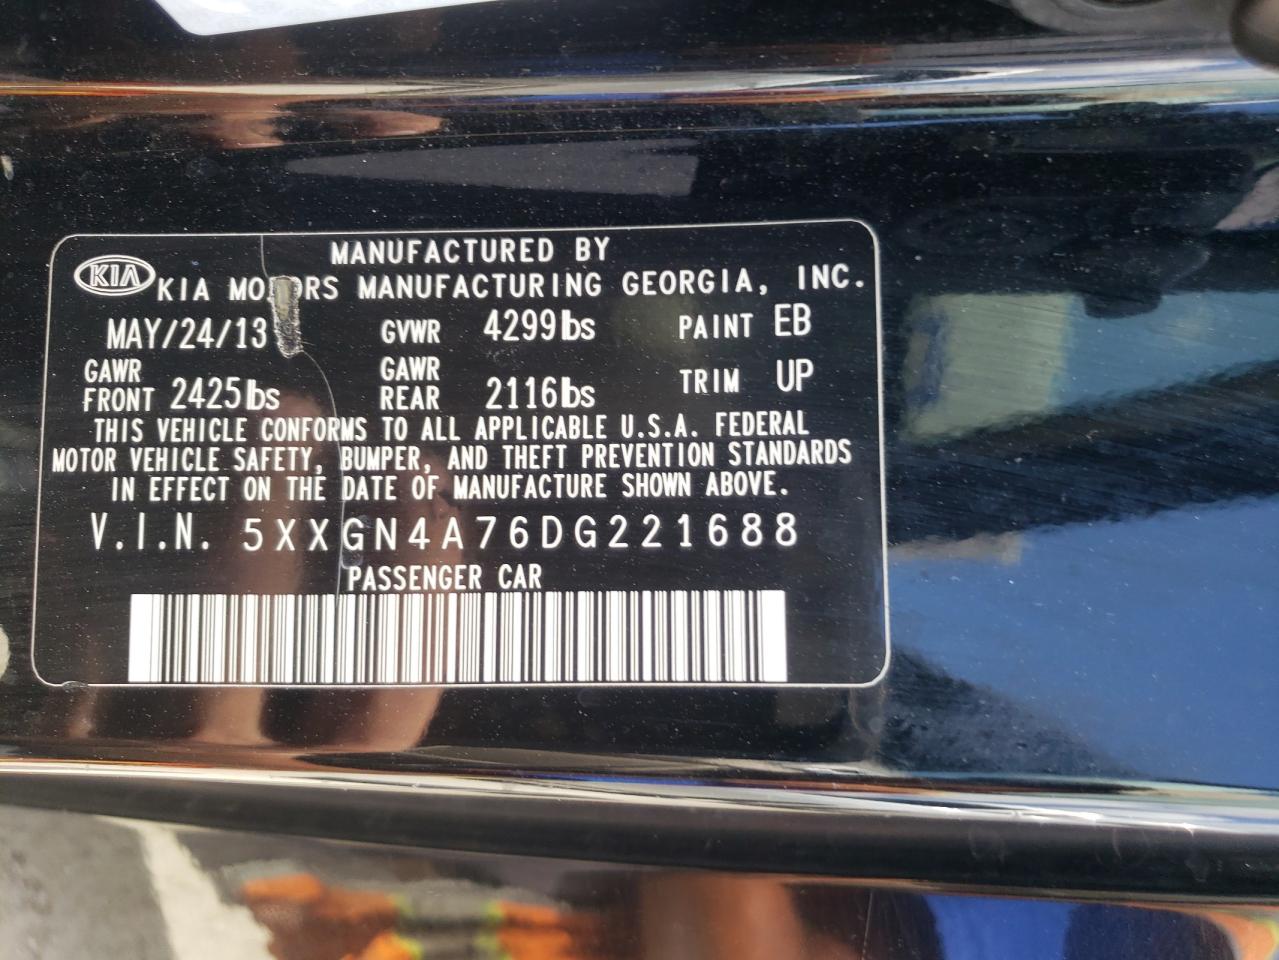 MANUFACTURED BY
KIA KIA MOTORS MANUFACTURING GEORGIA, INC.
MAY/24/13 GVWR 4299lbs PAINT EB
GAWR FRONT 2425lbs GAWR REAR 2116lbs TRIM UP
THIS VEHICLE CONFORMS TO ALL APPLICABLE U.S.A. FEDERAL
MOTOR VEHICLE SAFETY, BUMPER, AND THEFT PREVENTION STANDARDS
IN EFFECT ON THE DATE OF MANUFACTURE SHOWN ABOVE.
V.I.N. 5XXGN4A76DG221688
PASSENGER CAR